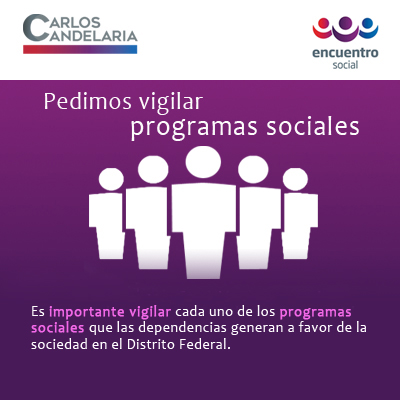 CARLOS
CANDELARIA
encuentro
social
Pedimos vigilar
programas sociales
Es importante vigilar cada uno de los programas
sociales que las dependencias generan a favor de la
sociedad en el Distrito Federal.